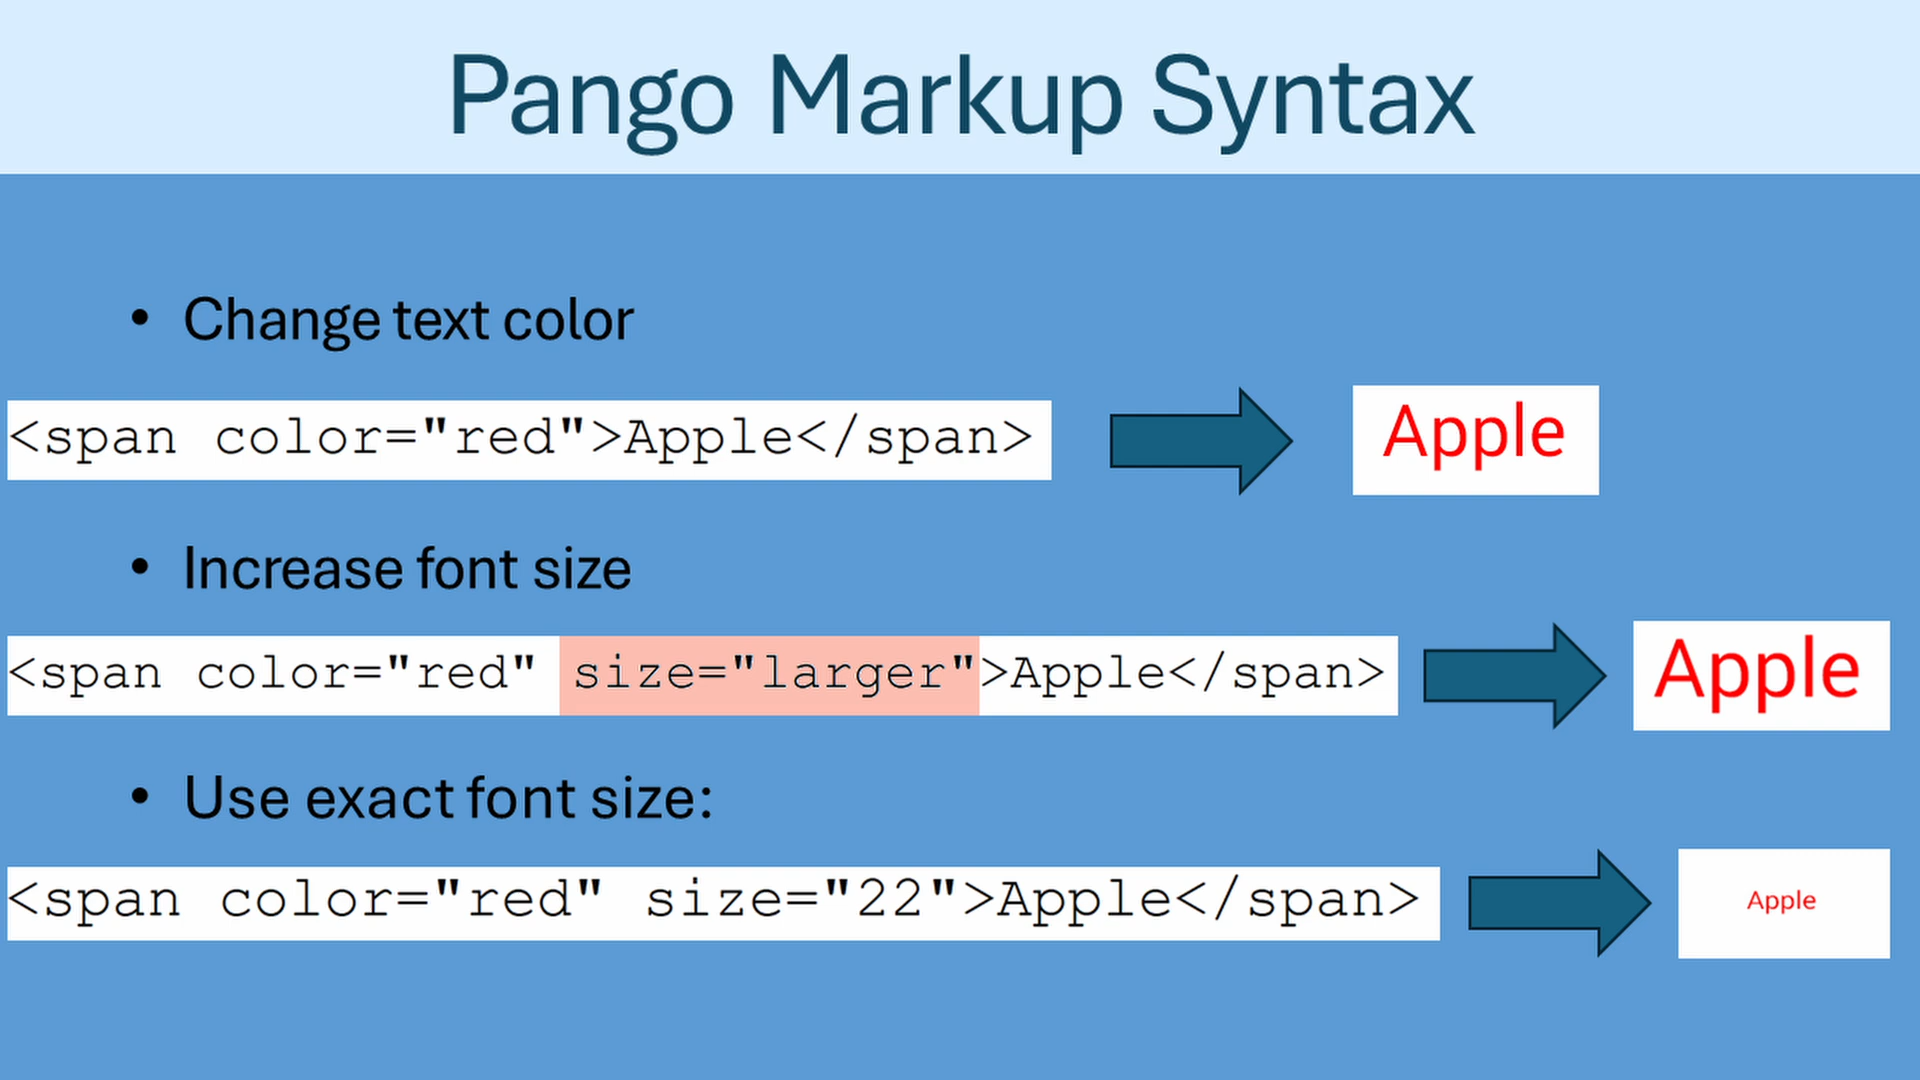 Pango Markup Syntax
• Change text color
<span color="red">Apple</span>
Apple
• Increase font size
<span color="red" size="larger">Apple</span>
Apple
• Use exact font size:
<span color="red" size="22">Apple</span>
Apple